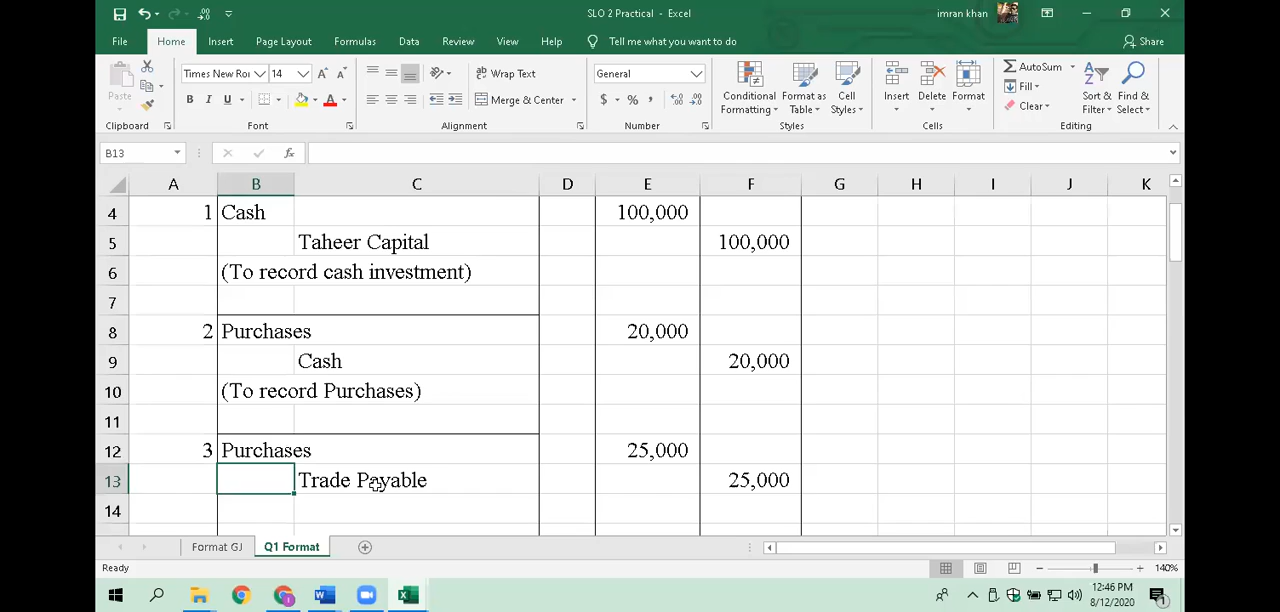 SLO 2 Practical - Excel
imran khan
File Home Insert Page Layout Formulas Data Review View Help Tell me what you want to do Share
Paste
Clipboard
Times New Roı 14 A A
B I U A
Font
Wrap Text
Merge & Center
Alignment
General
$ % , .00
Number
Conditional Formatting
Format as Table
Cell Styles
Styles
Insert Delete Format
Cells
AutoSum
Fill
Clear
Sort & Filter
Find & Select
Editing
B13 fx
A B C D E F G H I J K
4 1 Cash 100,000
5 Taheer Capital 100,000
6 (To record cash investment)
7
8 2 Purchases 20,000
9 Cash 20,000
10 (To record Purchases)
11
12 3 Purchases 25,000
13 Trade Payable 25,000
14
Format GJ Q1 Format
Ready 140%
12:46 PM
8/12/2020